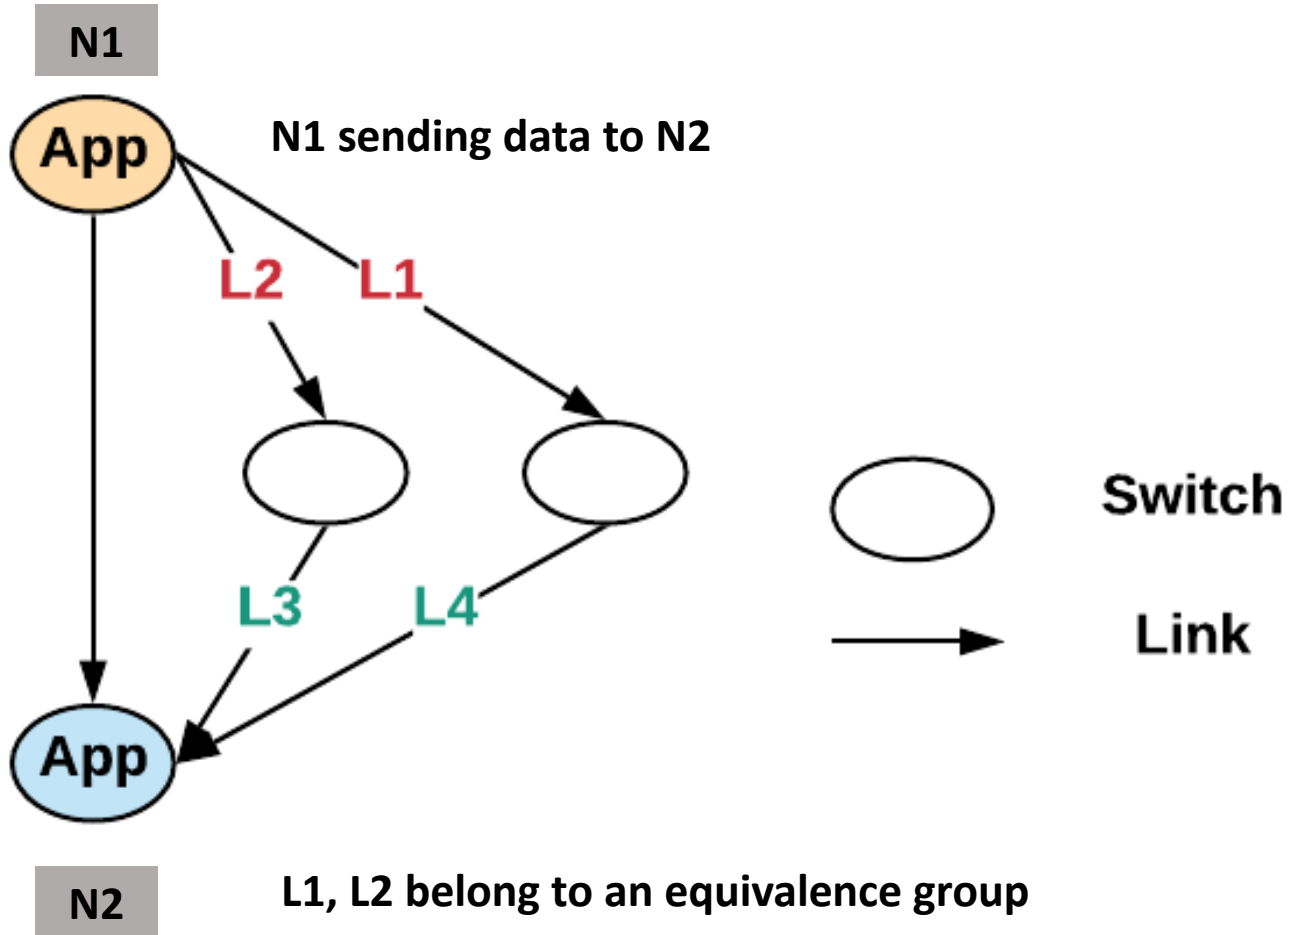 N1
App
N1 sending data to N2
L2
L1
Switch
L3
L4
Link
App
N2
L1, L2 belong to an equivalence group